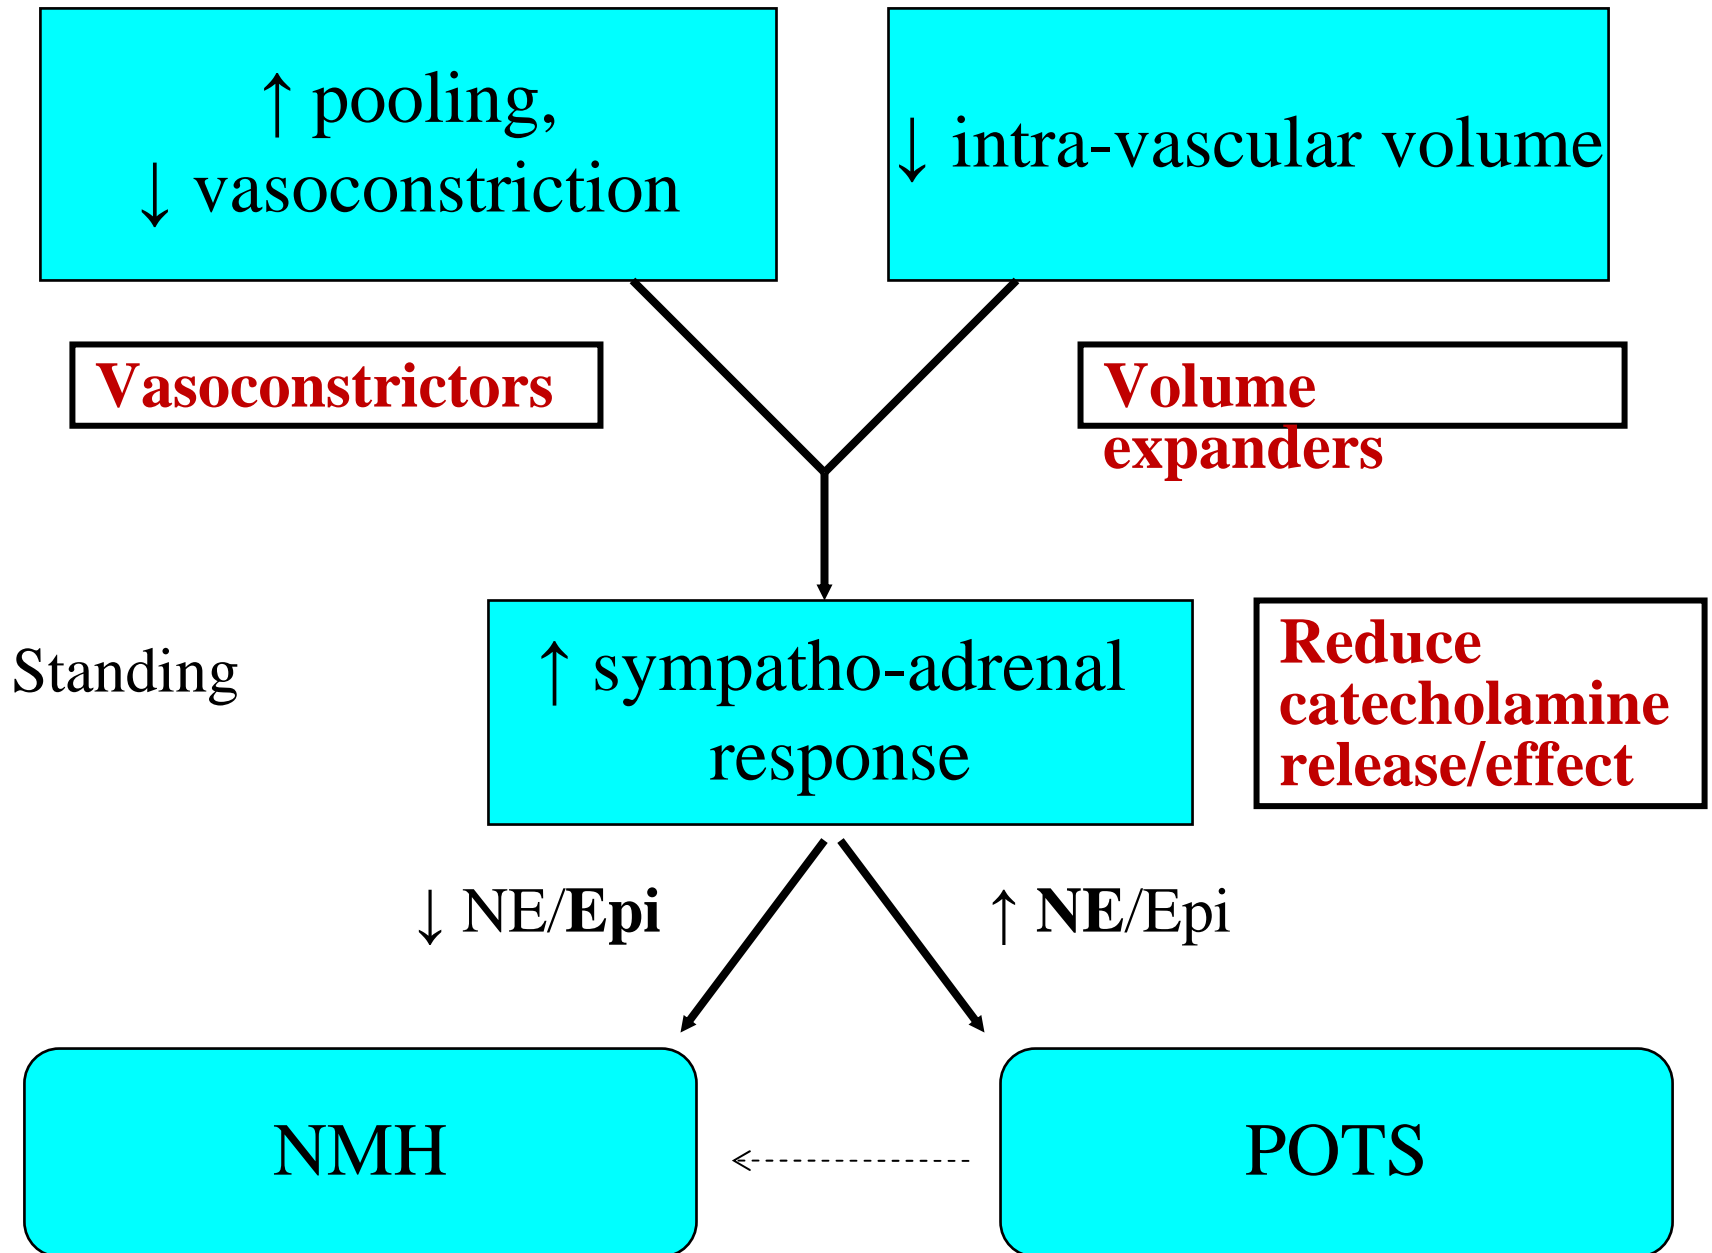 ↑ pooling,
↓ vasoconstriction
↓ intra-vascular volume
Vasoconstrictors
Volume
expanders
Standing
↑ sympatho-adrenal
response
Reduce
catecholamine
release/effect
↓ NE/Epi
↑ NE/Epi
NMH
POTS